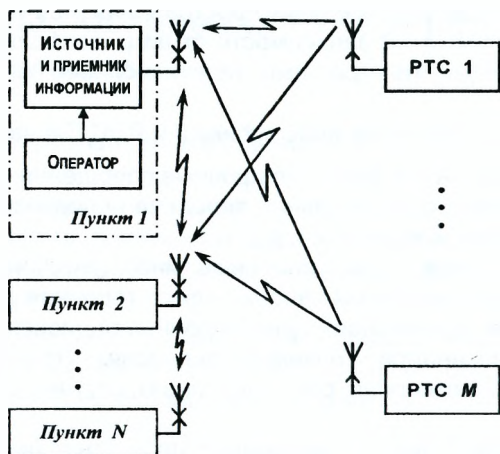 ИСТОЧНИК
И ПРИЕМНИК
ИНФОРМАЦИИ
ОПЕРАТОР
Пункт 1
РТС 1
Пункт 2
Пункт N
РТС M